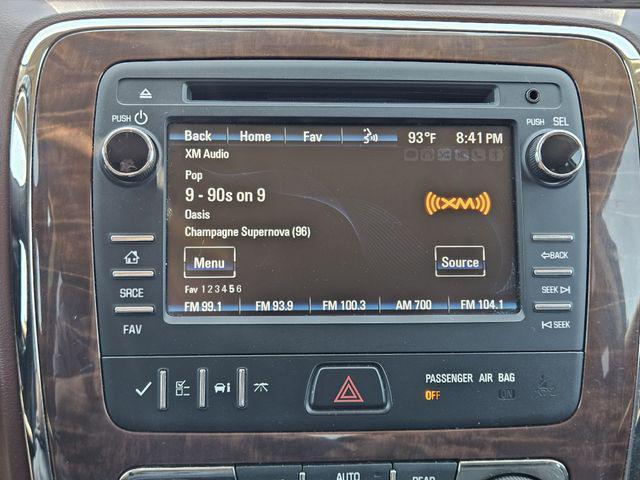 PUSH
PUSH SEL
Back Home Fav 93°F 8:41 PM
XM Audio
Pop
9 - 90s on 9
((((XM))))
Oasis
Champagne Supernova (96)
Menu Source
Fav 1 2 3 4 5 6
FM 99.1 FM 93.9 FM 100.3 AM 700 FM 104.1
SRCE
FAV
BACK
SEEK
SEEK
PASSENGER AIR BAG
OFF ON
AUTO
REAR